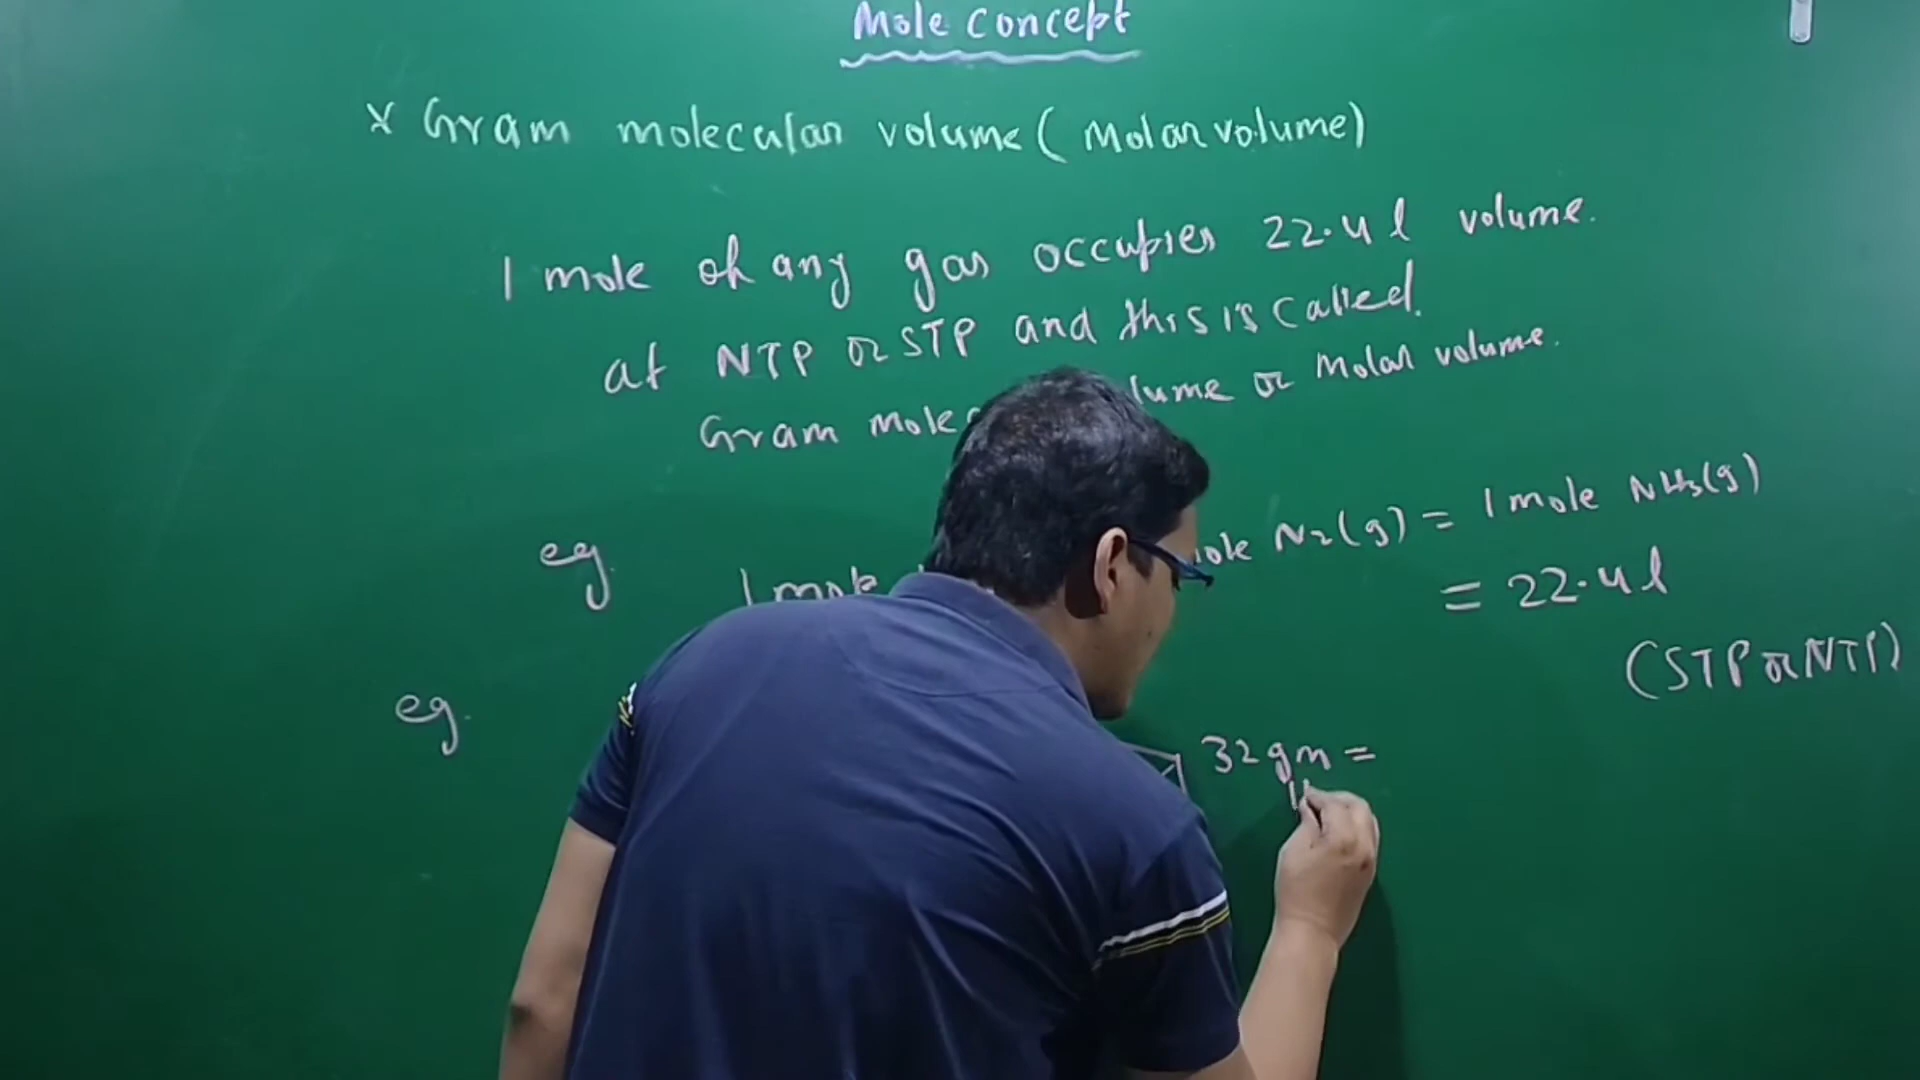 Mole concept
x Gram molecular volume (Molar volume)
1 mole of any gas occupies 22.4 l volume.
at NTP or STP and this is called.
Gram mole lume or Molar volume.
eg. 1 mole ole N2(g) = 1 mole NH3(g)
= 22.4 l
(STP or NTP)
eg. 32 gm =